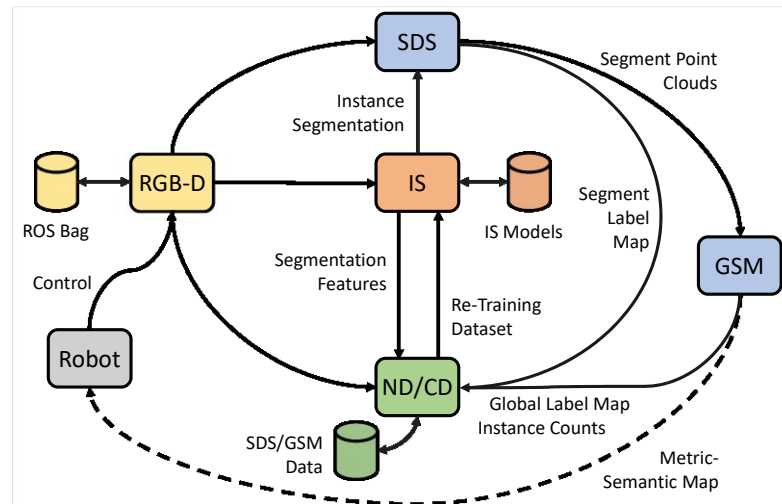 SDS
Segment Point
Clouds
Instance
Segmentation
RGB-D
IS
ROS Bag
IS Models
Segment
Label
Map
GSM
Control
Segmentation
Features
Re-Training
Dataset
Robot
ND/CD
Global Label Map
Instance Counts
SDS/GSM
Data
Metric-
Semantic Map